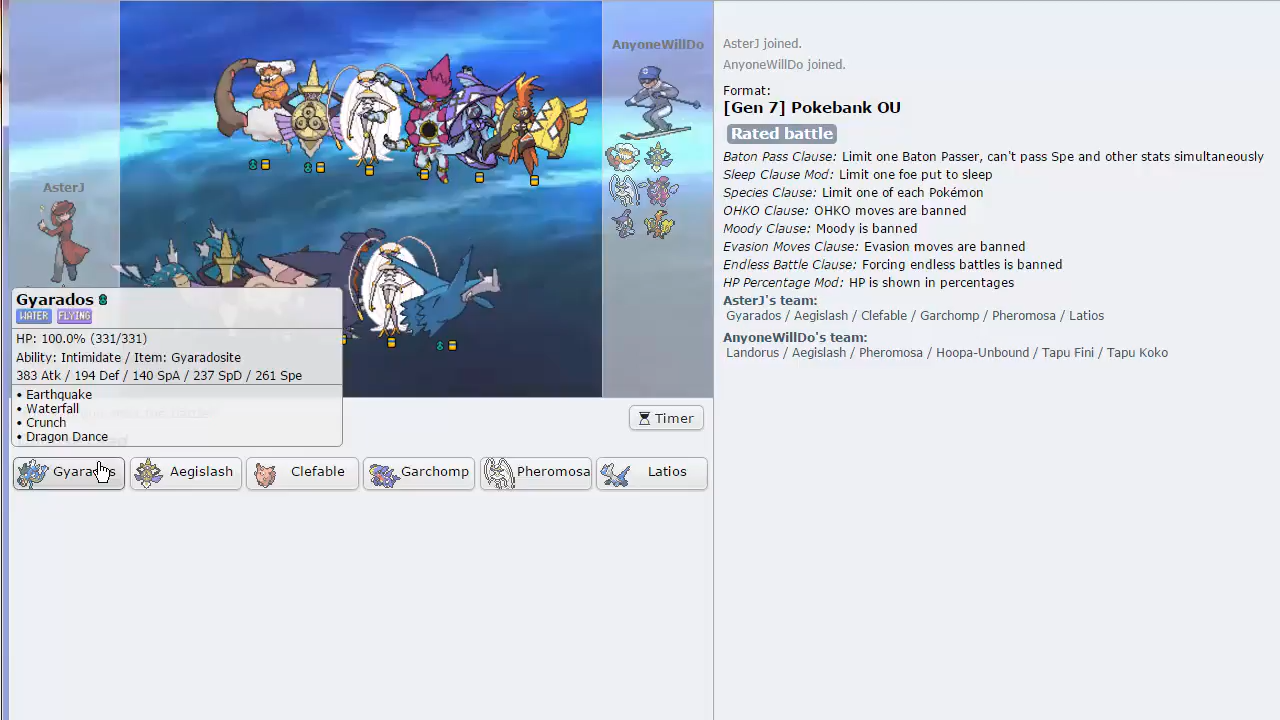 AnyoneWillDo
AsterJ
Gyarados
WATER FLYING
HP: 100.0% (331/331)
Ability: Intimidate / Item: Gyaradosite
383 Atk / 194 Def / 140 SpA / 237 SpD / 261 Spe
• Earthquake
• Waterfall
• Crunch
• Dragon Dance
Timer
Gyarados Aegislash Clefable Garchomp Pheromosa Latios
AsterJ joined.
AnyoneWillDo joined.
Format:
[Gen 7] Pokebank OU
Rated battle
Baton Pass Clause: Limit one Baton Passer, can't pass Spe and other stats simultaneously
Sleep Clause Mod: Limit one foe put to sleep
Species Clause: Limit one of each Pokémon
OHKO Clause: OHKO moves are banned
Moody Clause: Moody is banned
Evasion Moves Clause: Evasion moves are banned
Endless Battle Clause: Forcing endless battles is banned
HP Percentage Mod: HP is shown in percentages
AsterJ's team:
Gyarados / Aegislash / Clefable / Garchomp / Pheromosa / Latios
AnyoneWillDo's team:
Landorus / Aegislash / Pheromosa / Hoopa-Unbound / Tapu Fini / Tapu Koko